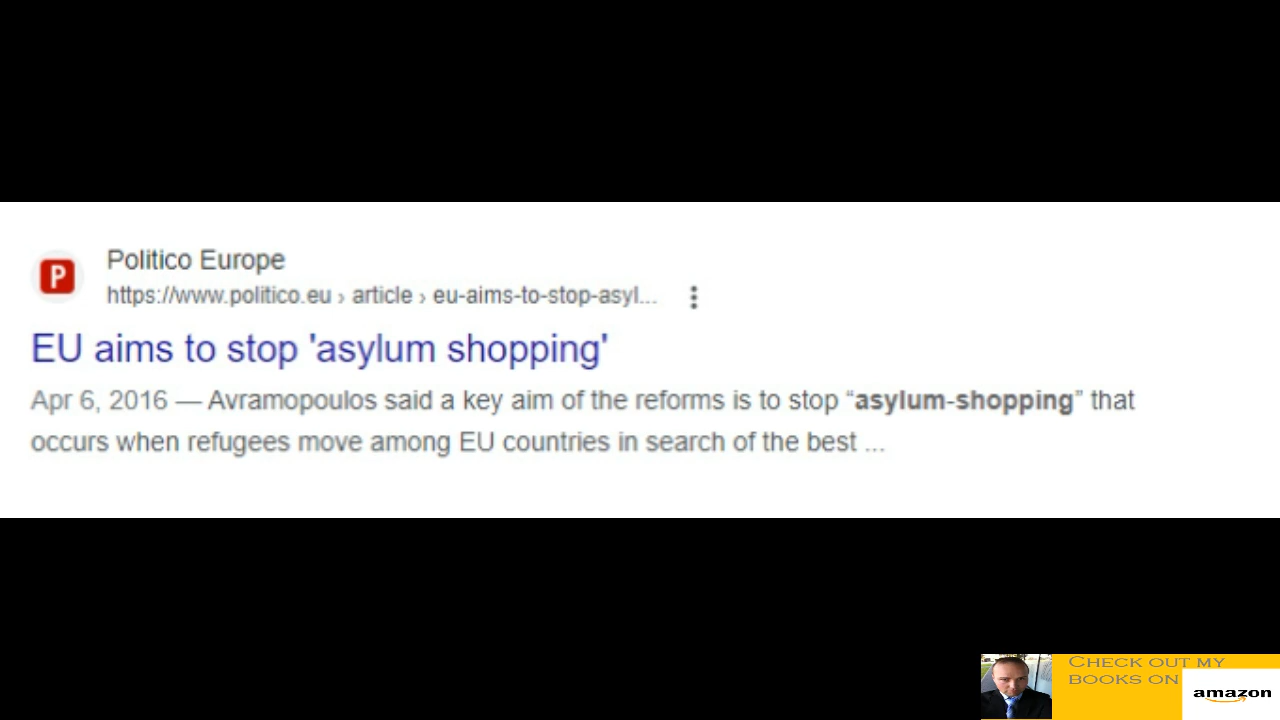 P
Politico Europe
https://www.politico.eu › article › eu-aims-to-stop-asyl...
EU aims to stop 'asylum shopping'
Apr 6, 2016 — Avramopoulos said a key aim of the reforms is to stop “asylum-shopping” that
occurs when refugees move among EU countries in search of the best ...
CHECK OUT MY
BOOKS ON
amazon